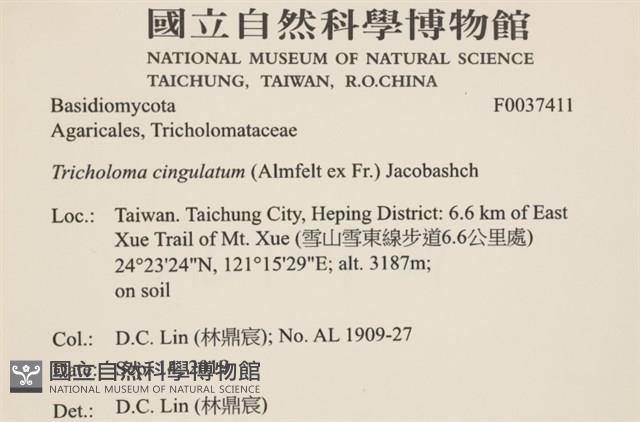 國立自然科學博物館
NATIONAL MUSEUM OF NATURAL SCIENCE
TAICHUNG, TAIWAN, R.O.CHINA
Basidiomycota F0037411
Agaricales, Tricholomataceae
Tricholoma cingulatum (Almfelt ex Fr.) Jacobashch
Loc.: Taiwan. Taichung City, Heping District: 6.6 km of East
Xue Trail of Mt. Xue (雪山雪東線步道6.6公里處)
24°23'24"N, 121°15'29"E; alt. 3187m;
on soil
Col.: D.C. Lin (林鼎宸); No. AL 1909-27
國立自然科學博物館
NATIONAL MUSEUM OF NATURAL SCIENCE
Det.: D.C. Lin (林鼎宸)